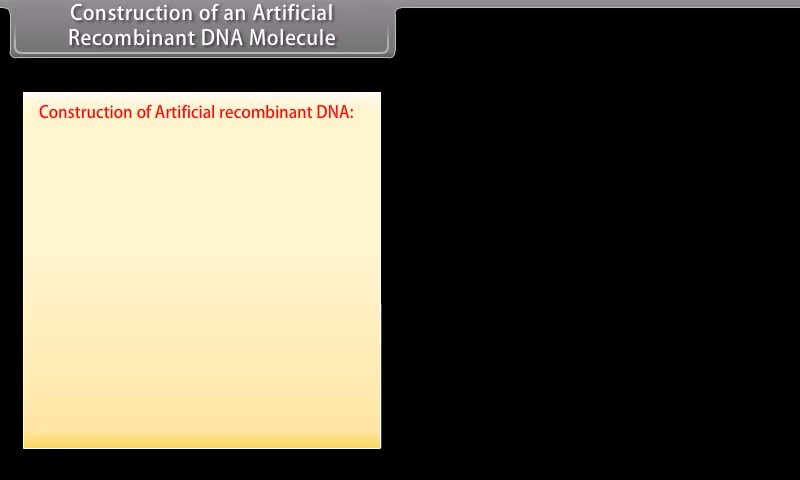 Construction of an Artificial
Recombinant DNA Molecule
Construction of Artificial recombinant DNA: